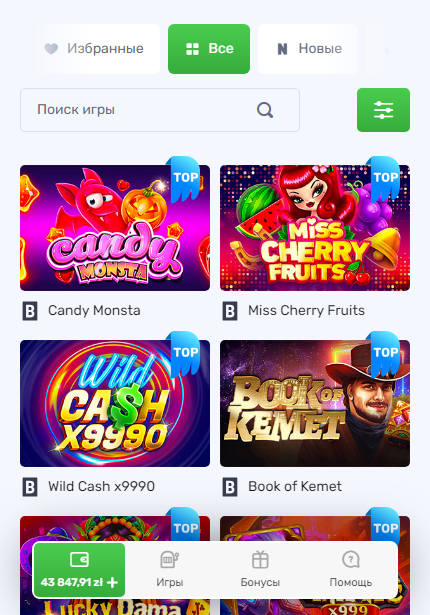 Избранные
Все
Новые
Поиск игры
TOP
TOP
candy
MONSTA
MISS
CHERRY
FRUITS
Candy Monsta
Miss Cherry Fruits
TOP
TOP
Wild
CA$H
X9990
BOOK OF
KEMET
Wild Cash x9990
Book of Kemet
TOP
TOP
43 847,91 zł
Игры
Бонусы
Помощь
Lucky Dama
x999